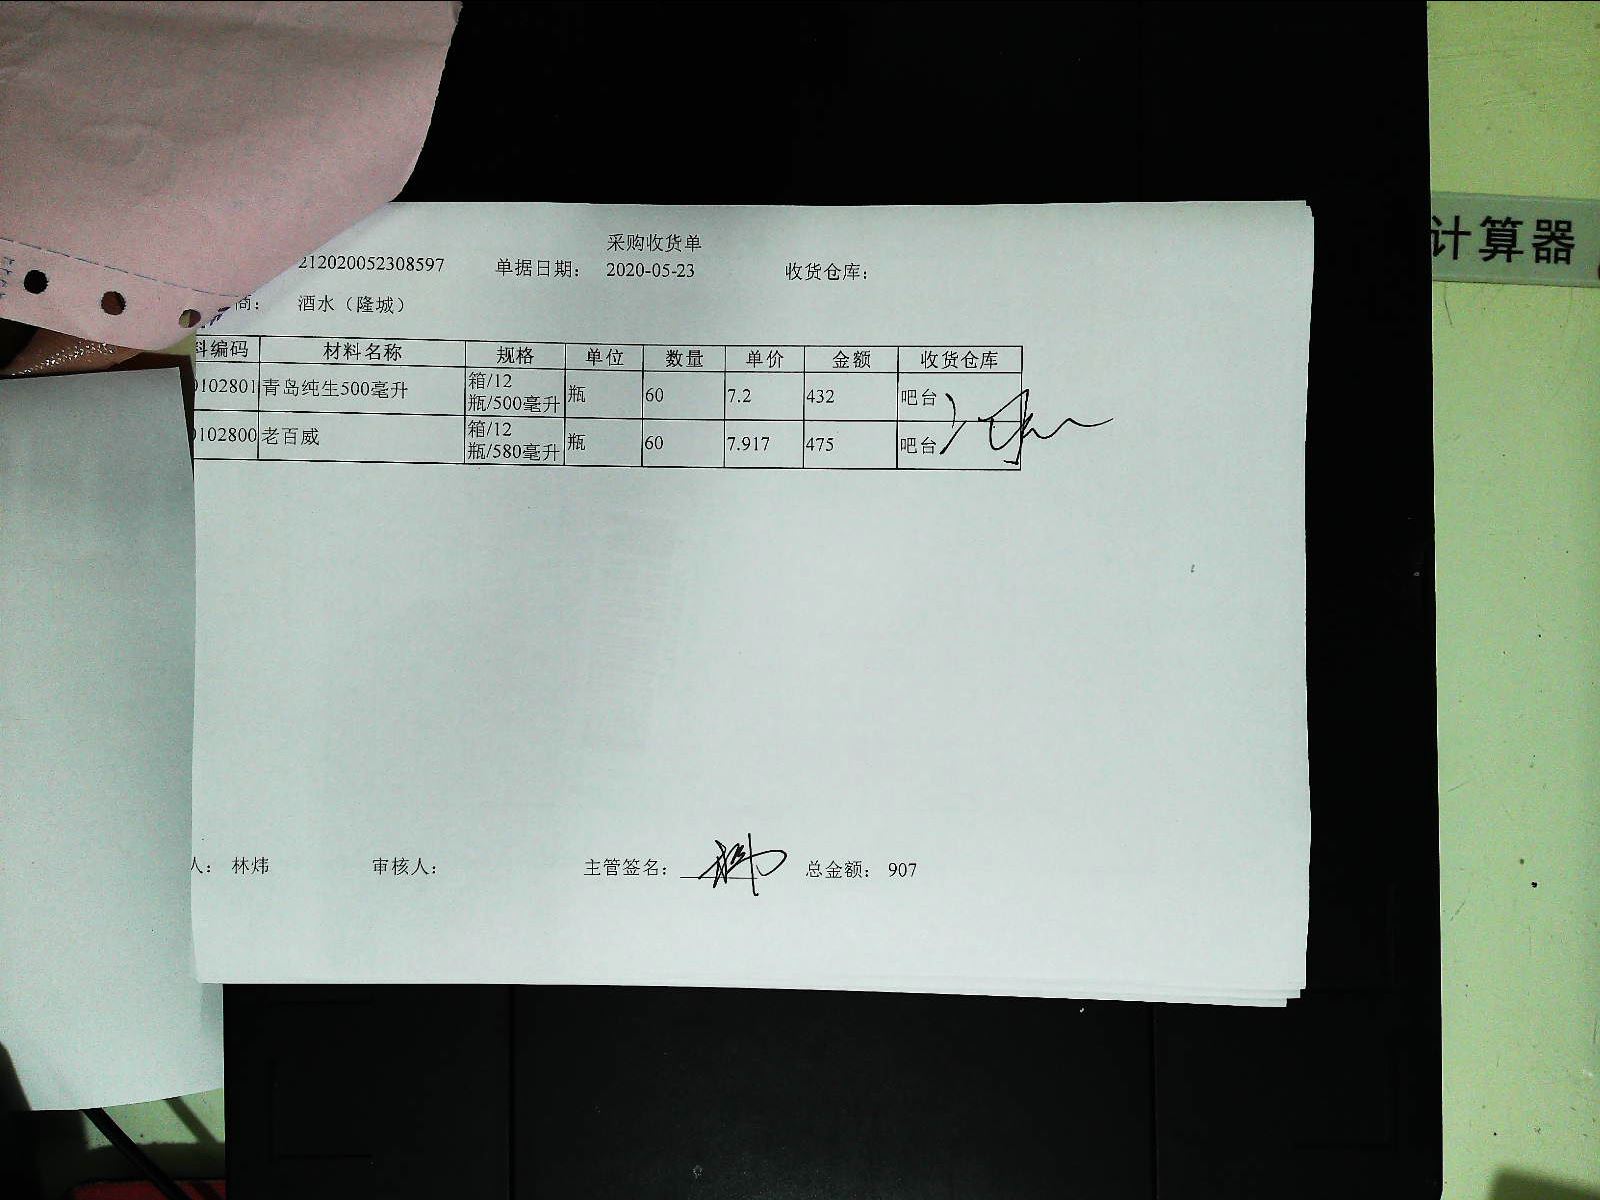 采购收货单
212020052308597 单据日期： 2020-05-23 收货仓库：
商： 酒水（隆城）
料编码 材料名称 规格 单位 数量 单价 金额 收货仓库
0102801 青岛纯生500毫升 箱/12 瓶/500毫升 瓶 60 7.2 432 吧台
0102800 老百威 箱/12 瓶/580毫升 瓶 60 7.917 475 吧台
人： 林炜 审核人： 主管签名： 总金额： 907
计算器